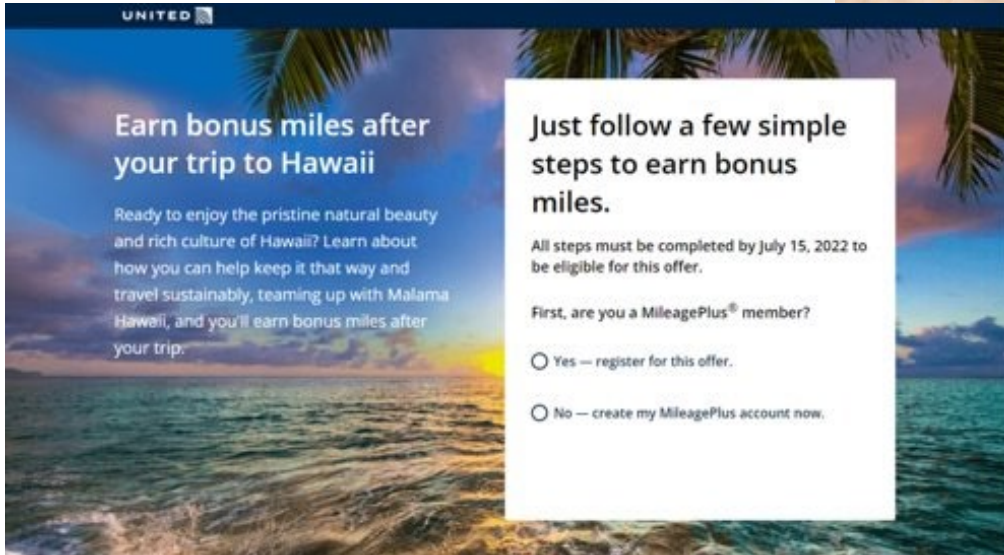 UNITED
Earn bonus miles after
your trip to Hawaii
Ready to enjoy the pristine natural beauty
and rich culture of Hawaii? Learn about
how you can help keep it that way and
travel sustainably, teaming up with Malama
Hawaii, and you'll earn bonus miles after
your trip.
Just follow a few simple
steps to earn bonus
miles.
All steps must be completed by July 15, 2022 to
be eligible for this offer.
First, are you a MileagePlus® member?
Yes — register for this offer.
No — create my MileagePlus account now.